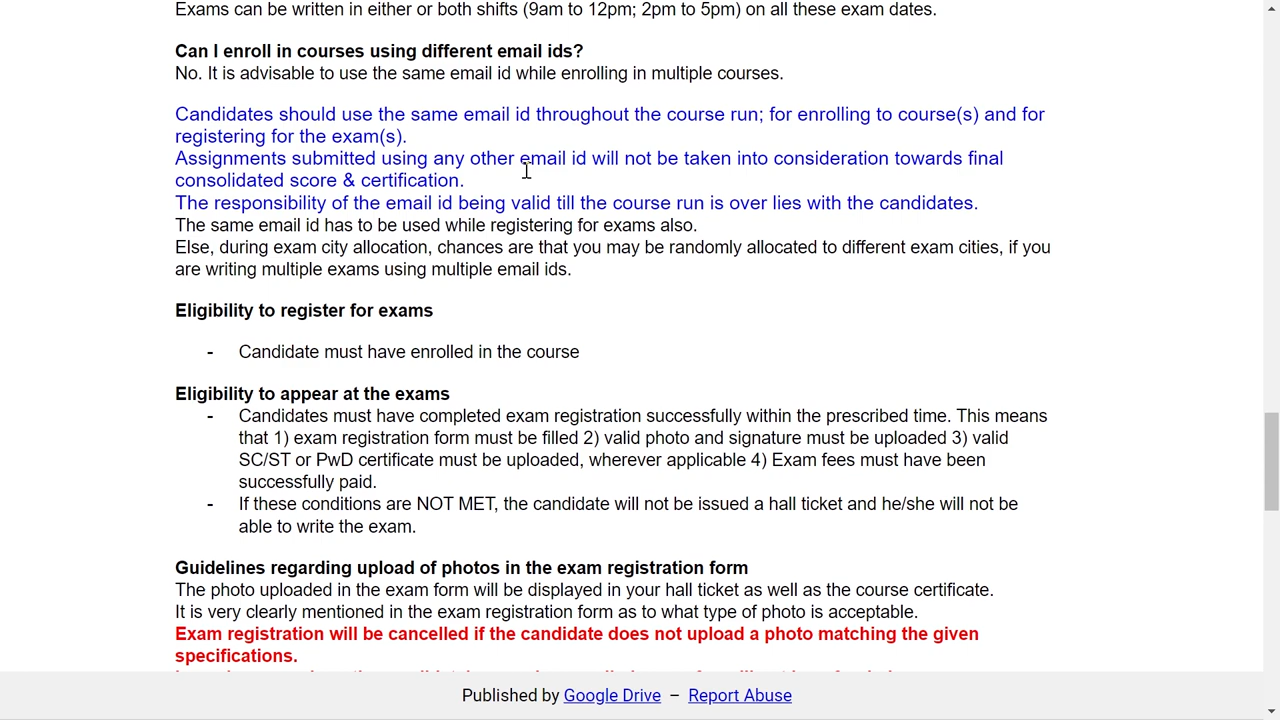 Exams can be written in either or both shifts (9am to 12pm; 2pm to 5pm) on all these exam dates.
Can I enroll in courses using different email ids?
No. It is advisable to use the same email id while enrolling in multiple courses.
Candidates should use the same email id throughout the course run; for enrolling to course(s) and for
registering for the exam(s).
Assignments submitted using any other email id will not be taken into consideration towards final
consolidated score & certification.
The responsibility of the email id being valid till the course run is over lies with the candidates.
The same email id has to be used while registering for exams also.
Else, during exam city allocation, chances are that you may be randomly allocated to different exam cities, if you
are writing multiple exams using multiple email ids.
Eligibility to register for exams
- Candidate must have enrolled in the course
Eligibility to appear at the exams
- Candidates must have completed exam registration successfully within the prescribed time. This means
that 1) exam registration form must be filled 2) valid photo and signature must be uploaded 3) valid
SC/ST or PwD certificate must be uploaded, wherever applicable 4) Exam fees must have been
successfully paid.
- If these conditions are NOT MET, the candidate will not be issued a hall ticket and he/she will not be
able to write the exam.
Guidelines regarding upload of photos in the exam registration form
The photo uploaded in the exam form will be displayed in your hall ticket as well as the course certificate.
It is very clearly mentioned in the exam registration form as to what type of photo is acceptable.
Exam registration will be cancelled if the candidate does not upload a photo matching the given
specifications.
Published by Google Drive – Report Abuse